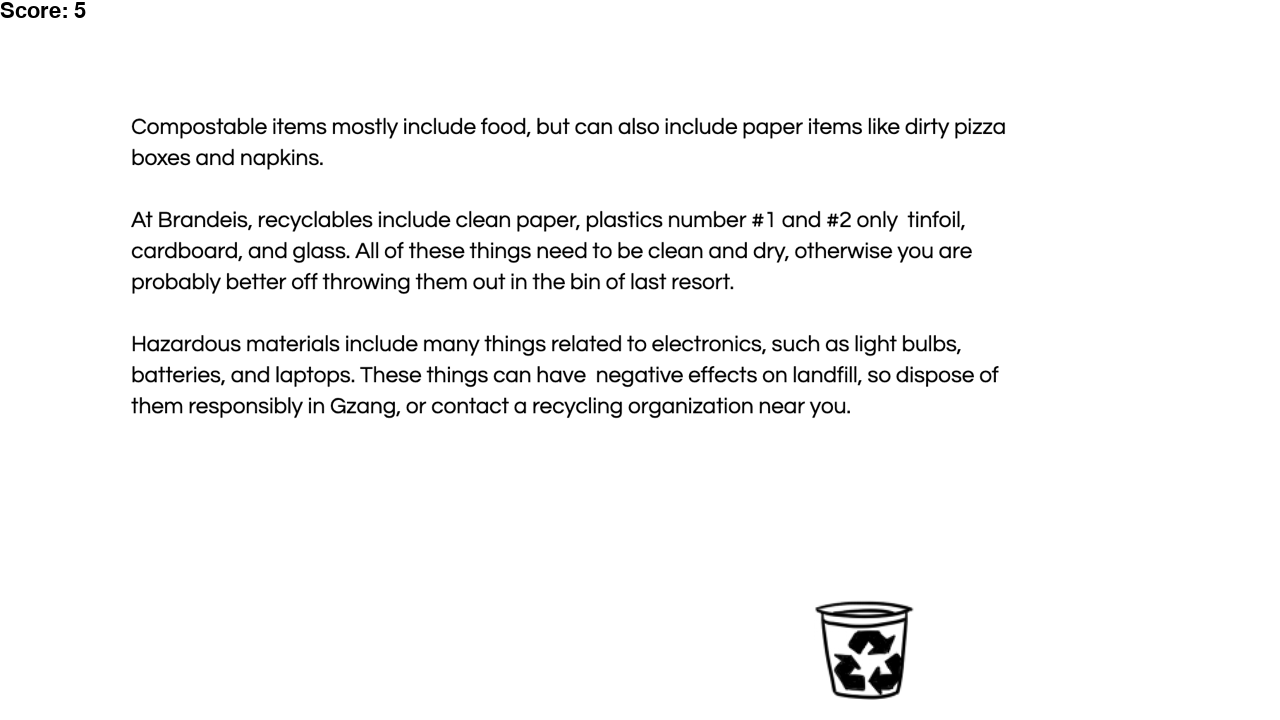 Score: 5
Compostable items mostly include food, but can also include paper items like dirty pizza
boxes and napkins.
At Brandeis, recyclables include clean paper, plastics number #1 and #2 only  tinfoil,
cardboard, and glass. All of these things need to be clean and dry, otherwise you are
probably better off throwing them out in the bin of last resort.
Hazardous materials include many things related to electronics, such as light bulbs,
batteries, and laptops. These things can have  negative effects on landfill, so dispose of
them responsibly in Gzang, or contact a recycling organization near you.